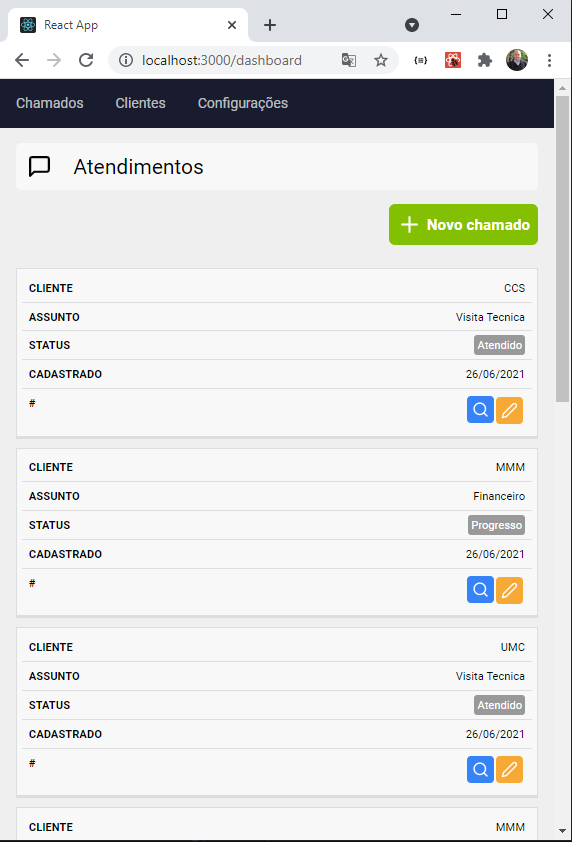 React App
localhost:3000/dashboard
Chamados Clientes Configurações
Atendimentos
Novo chamado
CLIENTE CCS
ASSUNTO Visita Tecnica
STATUS Atendido
CADASTRADO 26/06/2021
#
CLIENTE MMM
ASSUNTO Financeiro
STATUS Progresso
CADASTRADO 26/06/2021
#
CLIENTE UMC
ASSUNTO Visita Tecnica
STATUS Atendido
CADASTRADO 26/06/2021
#
CLIENTE MMM